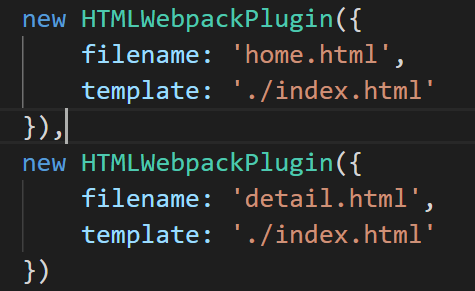 new HTMLWebpackPlugin({
    filename: 'home.html',
    template: './index.html'
}),
new HTMLWebpackPlugin({
    filename: 'detail.html',
    template: './index.html'
})